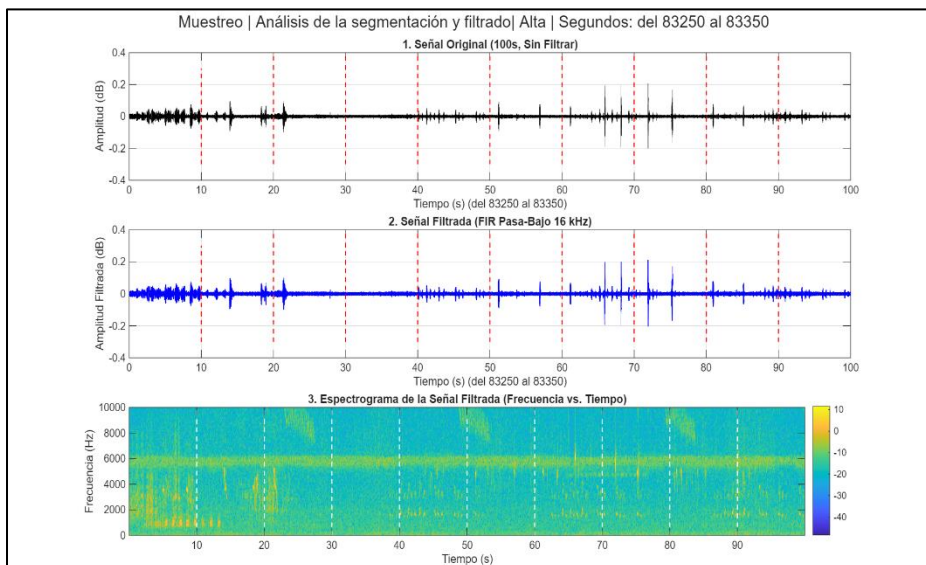 Muestreo | Análisis de la segmentación y filtrado| Alta | Segundos: del 83250 al 83350
1. Señal Original (100s, Sin Filtrar)
Amplitud (dB)
0.4
0.2
0
-0.2
-0.4
0 10 20 30 40 50 60 70 80 90 100
Tiempo (s) (del 83250 al 83350)
2. Señal Filtrada (FIR Pasa-Bajo 16 kHz)
Amplitud Filtrada (dB)
0.4
0.2
0
-0.2
-0.4
0 10 20 30 40 50 60 70 80 90 100
Tiempo (s) (del 83250 al 83350)
3. Espectrograma de la Señal Filtrada (Frecuencia vs. Tiempo)
Frecuencia (Hz)
10000
8000
6000
4000
2000
0
10 20 30 40 50 60 70 80 90
Tiempo (s)
10
0
-10
-20
-30
-40